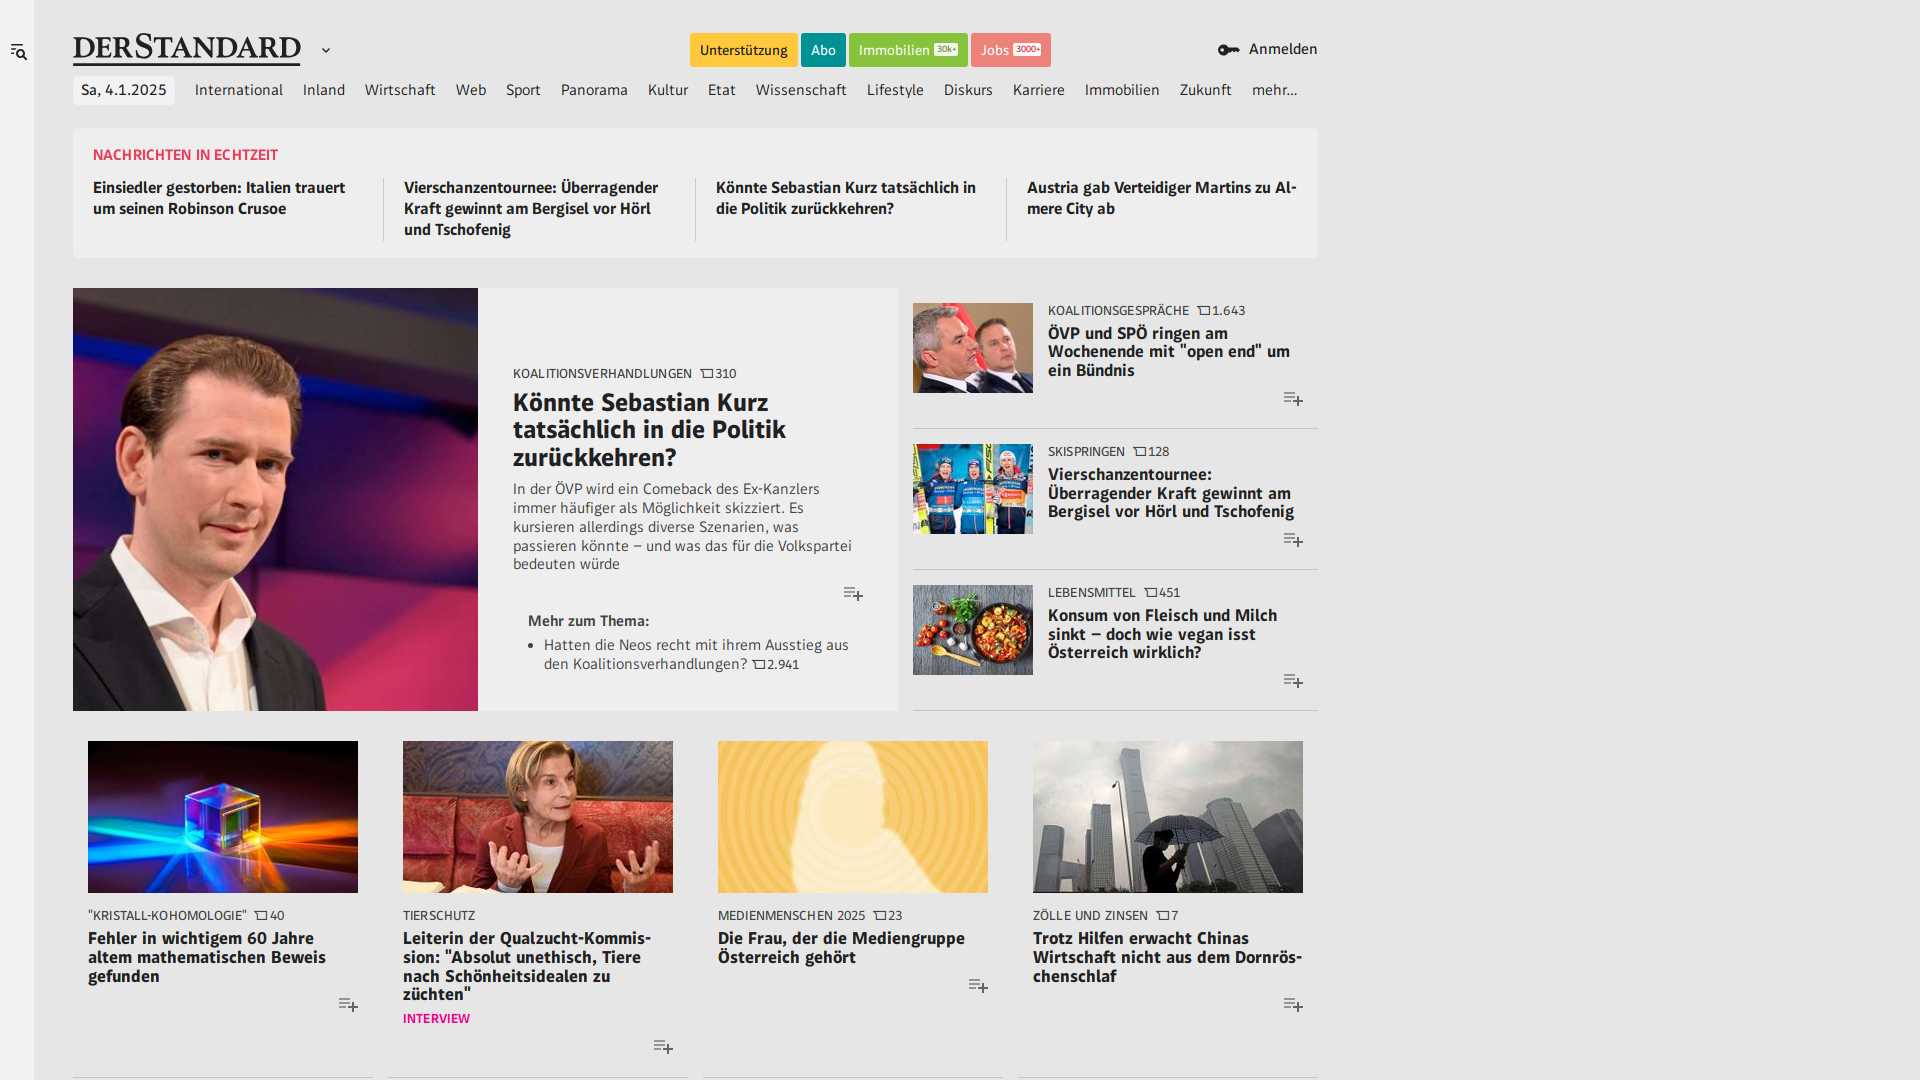 DERSTANDARD
Unterstützung
Abo
Immobilien 30k+
Jobs 3000+
Anmelden
Sa, 4.1.2025
International
Inland
Wirtschaft
Web
Sport
Panorama
Kultur
Etat
Wissenschaft
Lifestyle
Diskurs
Karriere
Immobilien
Zukunft
mehr...
NACHRICHTEN IN ECHTZEIT
Einsiedler gestorben: Italien trauert
um seinen Robinson Crusoe
Vierschanzentournee: Überragender
Kraft gewinnt am Bergisel vor Hörl
und Tschofenig
Könnte Sebastian Kurz tatsächlich in
die Politik zurückkehren?
Austria gab Verteidiger Martins zu Al-
mere City ab
KOALITIONSVERHANDLUNGEN 310
Könnte Sebastian Kurz
tatsächlich in die Politik
zurückkehren?
In der ÖVP wird ein Comeback des Ex-Kanzlers
immer häufiger als Möglichkeit skizziert. Es
kursieren allerdings diverse Szenarien, was
passieren könnte – und was das für die Volkspartei
bedeuten würde
Mehr zum Thema:
Hatten die Neos recht mit ihrem Ausstieg aus
den Koalitionsverhandlungen? 2.941
KOALITIONSGESPRÄCHE 1.643
ÖVP und SPÖ ringen am
Wochenende mit "open end" um
ein Bündnis
SKISPRINGEN 128
Vierschanzentournee:
Überragender Kraft gewinnt am
Bergisel vor Hörl und Tschofenig
LEBENSMITTEL 451
Konsum von Fleisch und Milch
sinkt – doch wie vegan isst
Österreich wirklich?
"KRISTALL-KOHOMOLOGIE" 40
Fehler in wichtigem 60 Jahre
altem mathematischen Beweis
gefunden
TIERSCHUTZ
Leiterin der Qualzucht-Kommis-
sion: "Absolut unethisch, Tiere
nach Schönheitsidealen zu
züchten"
INTERVIEW
MEDIENMENSCHEN 2025 23
Die Frau, der die Mediengruppe
Österreich gehört
ZÖLLE UND ZINSEN 7
Trotz Hilfen erwacht Chinas
Wirtschaft nicht aus dem Dornrös-
chenschlaf